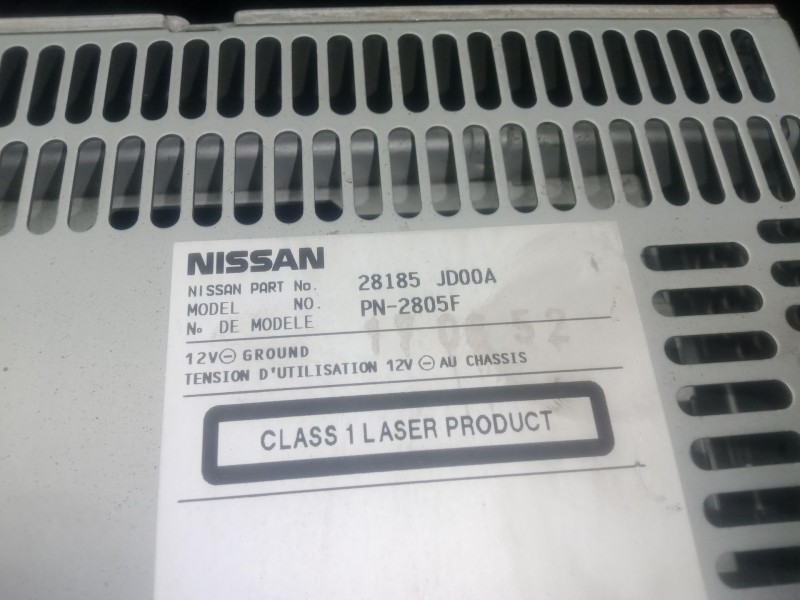 NISSAN
NISSAN PART No. 28185 JD00A
MODEL NO. PN-2805F
No DE MODELE
12V⊖ GROUND
TENSION D'UTILISATION 12V ⊖ AU CHASSIS
CLASS 1 LASER PRODUCT